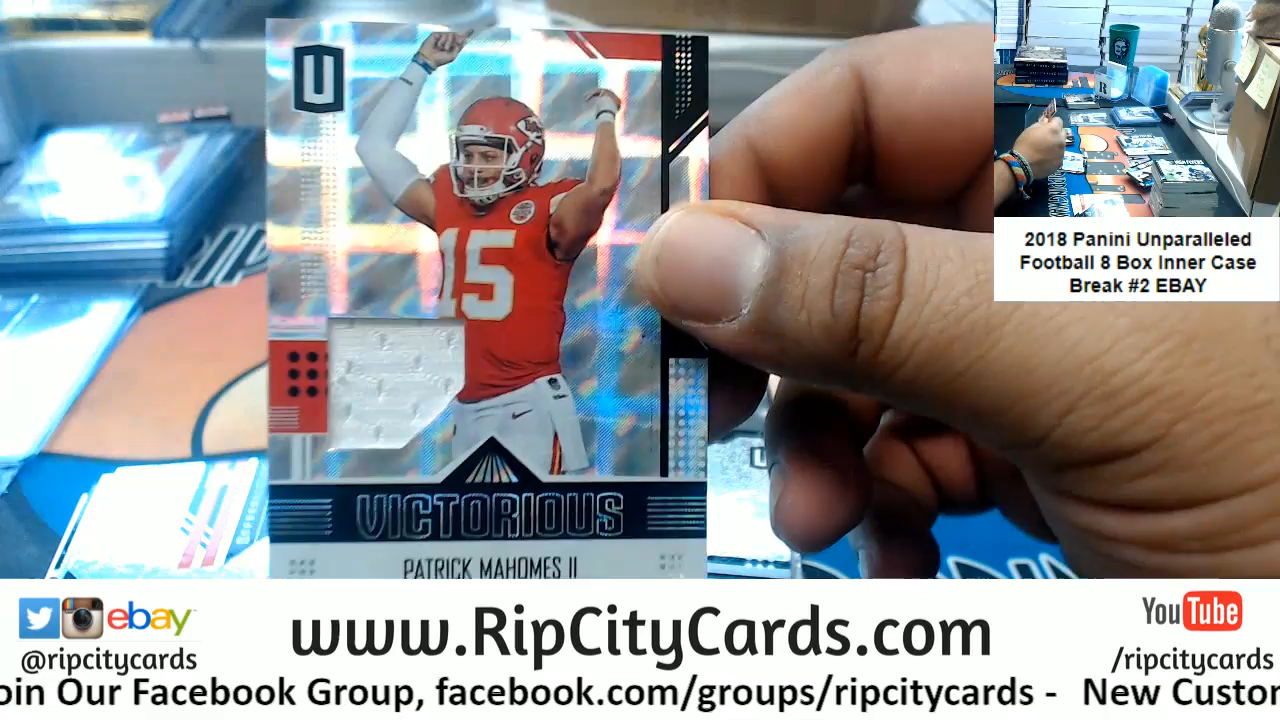 U
15
VICTORIOUS
PATRICK MAHOMES II
2018 Panini Unparalleled
Football 8 Box Inner Case
Break #2 EBAY
ebay
@ripcitycards
www.RipCityCards.com
YouTube
/ripcitycards
oin Our Facebook Group, facebook.com/groups/ripcitycards - New Custor